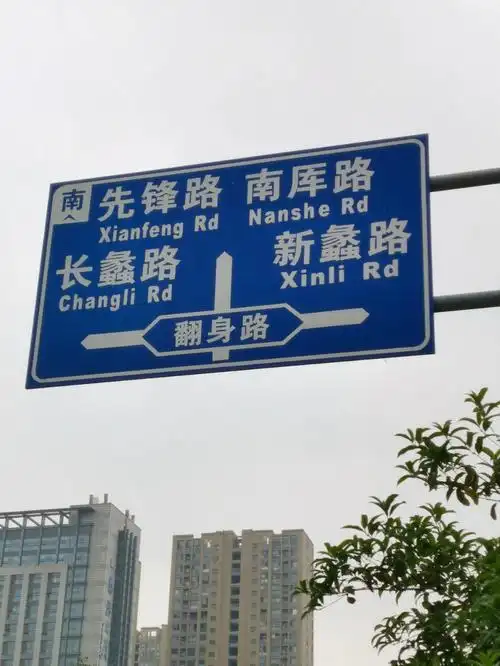 南
先锋路 南厍路
Xianfeng Rd Nanshe Rd
长蠡路 新蠡路
Changli Rd Xinli Rd
翻身路